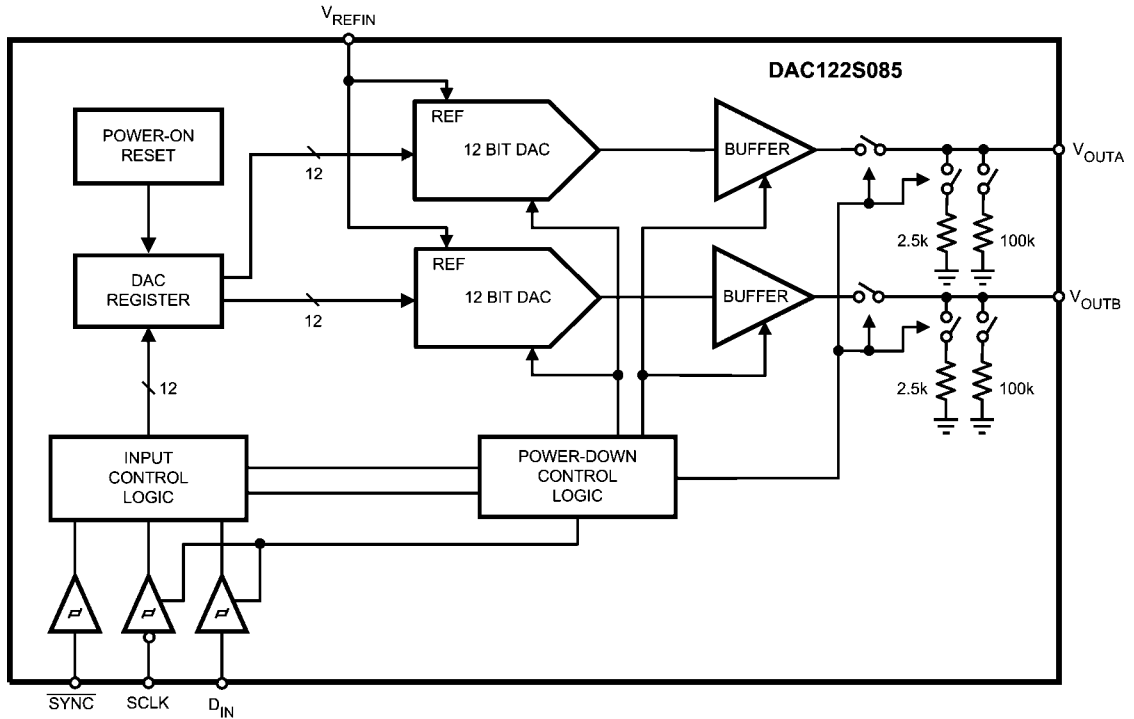 VREFIN
DAC122S085
POWER-ON
RESET
REF
12 BIT DAC
BUFFER
VOUTA
12
2.5k
100k
DAC
REGISTER
REF
12 BIT DAC
BUFFER
VOUTB
12
2.5k
100k
12
INPUT
CONTROL
LOGIC
POWER-DOWN
CONTROL
LOGIC
SYNC
SCLK
DIN